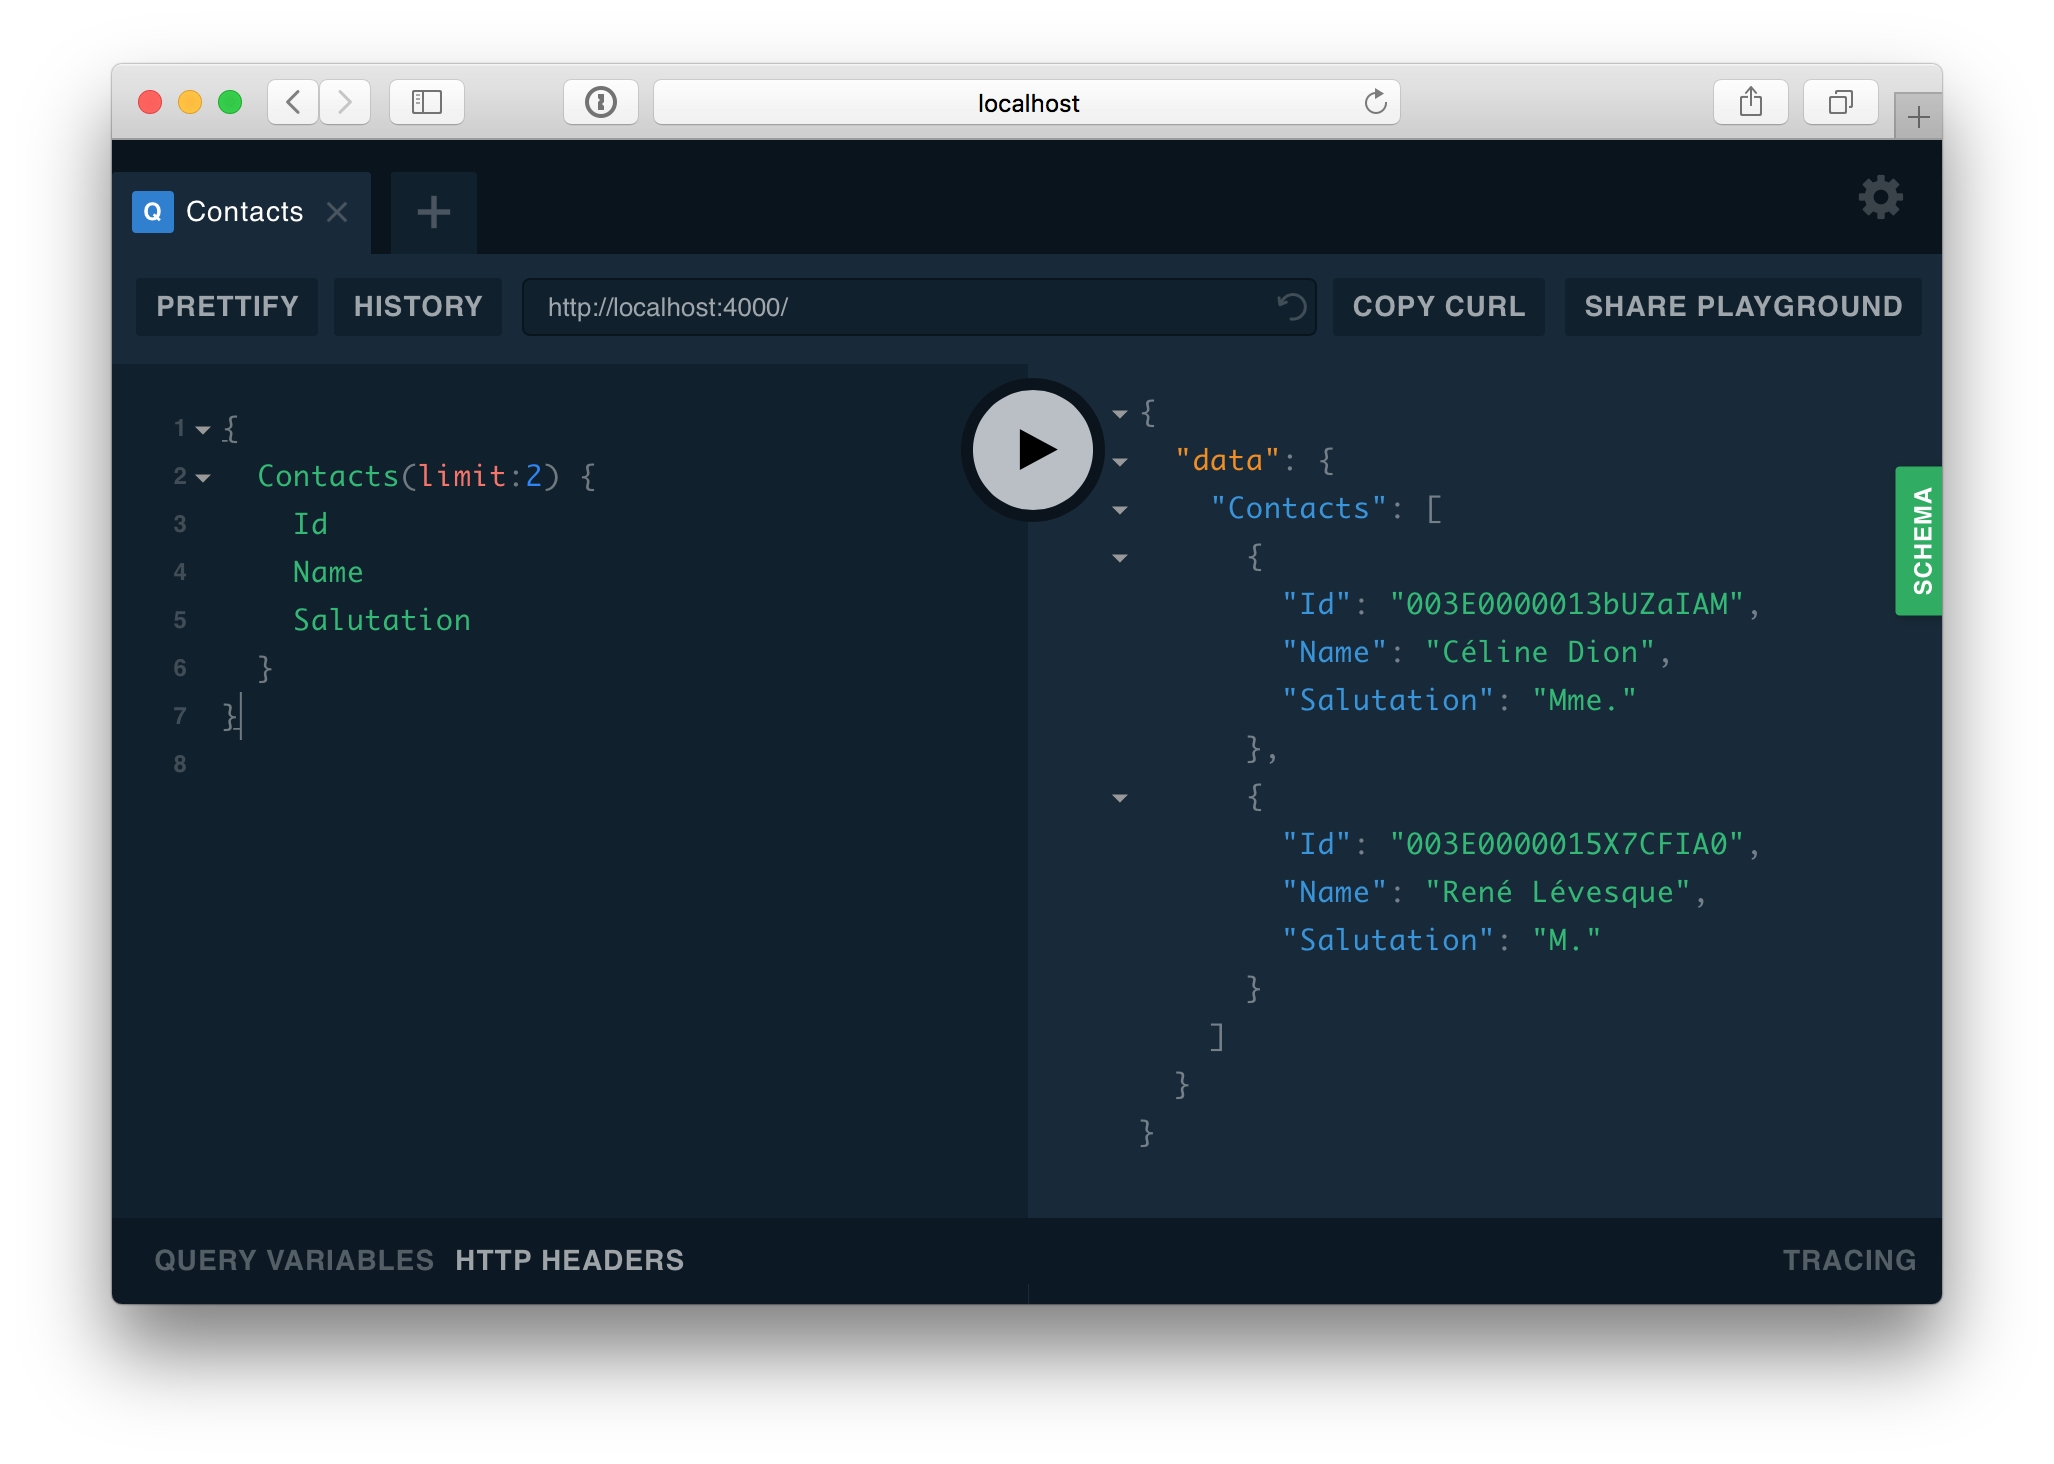 localhost
Q Contacts
PRETTIFY HISTORY http://localhost:4000/ COPY CURL SHARE PLAYGROUND
1 {
2 Contacts(limit:2) {
3 Id
4 Name
5 Salutation
6 }
7 }
8
{
"data": {
"Contacts": [
{
"Id": "003E0000013bUZaIAM",
"Name": "Céline Dion",
"Salutation": "Mme."
},
{
"Id": "003E0000015X7CFIA0",
"Name": "René Lévesque",
"Salutation": "M."
}
]
}
}
SCHEMA
QUERY VARIABLES HTTP HEADERS
TRACING